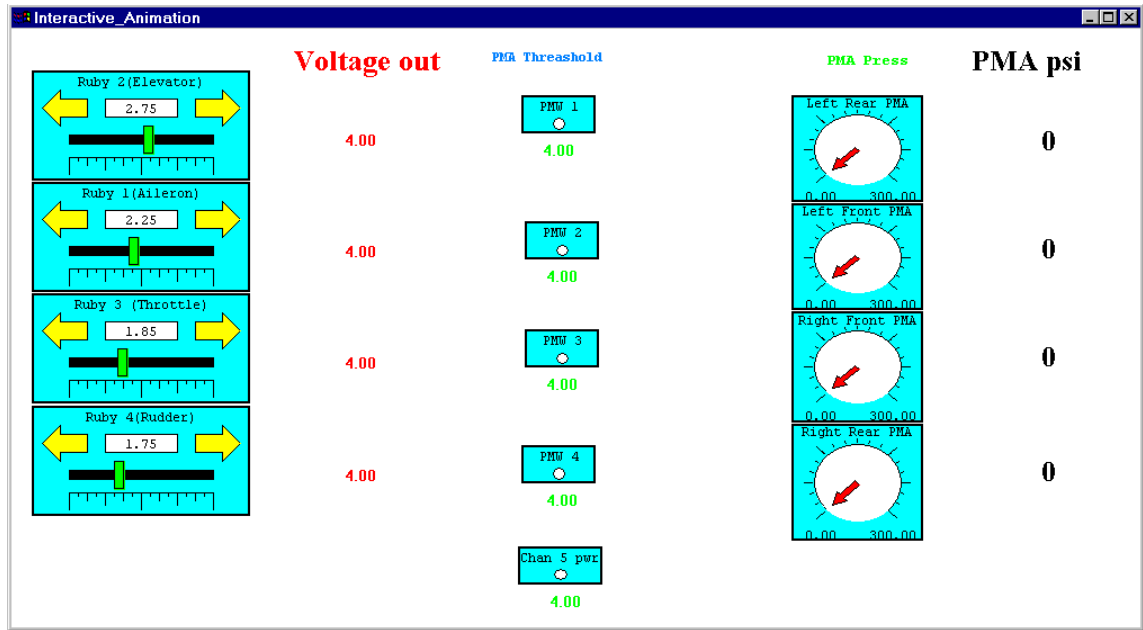 Interactive_Animation
Voltage out
PMA Threashold
PMA Press
PMA psi
Ruby 2(Elevator)
2.75
4.00
PMW 1
4.00
Left Rear PMA
0.00 300.00
0
Ruby 1(Aileron)
2.25
4.00
PMW 2
4.00
Left Front PMA
0.00 300.00
0
Ruby 3 (Throttle)
1.85
4.00
PMW 3
4.00
Right Front PMA
0.00 300.00
0
Ruby 4(Rudder)
1.75
4.00
PMW 4
4.00
Right Rear PMA
0.00 300.00
0
Chan 5 pwr
4.00